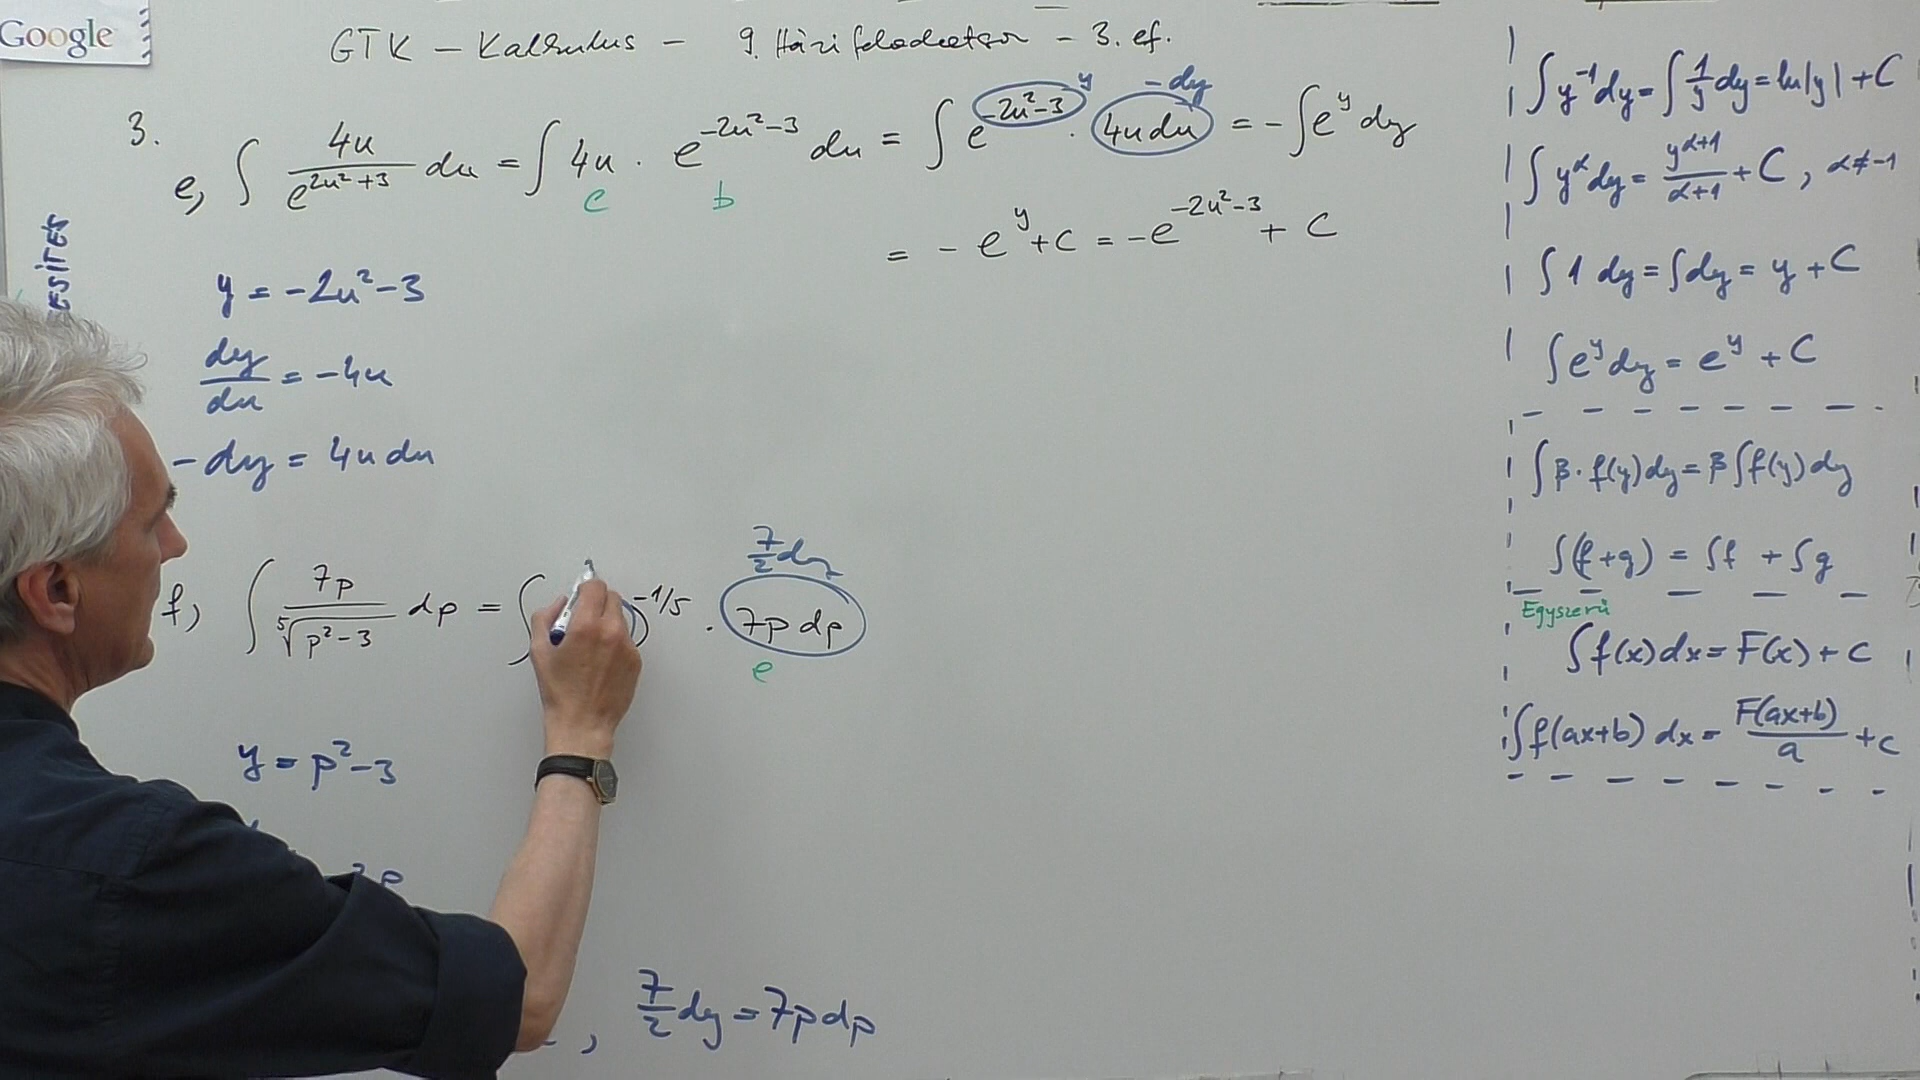 Google
GTK – Kalkulus – 9. Házi feladatsor – 3. ef.
3.
e, ∫ 4u / e^(2u²+3) du = ∫ 4u · e^(-2u²-3) du = ∫ e^(-2u²-3) · 4u du = -∫ e^y dy
y
-dy
e b
= -e^y + C = -e^(-2u²-3) + C
y = -2u²-3
dy/du = -4u
-dy = 4u du
f, ∫ 7p / ⁵√(p²-3) dp = ∫ )^(-1/5) · 7p dp
7/2 dy
e
y = p²-3
2p
, 7/2 dy = 7p dp
∫ y^-1 dy = ∫ 1/y dy = ln|y| + C
∫ y^α dy = y^(α+1)/(α+1) + C, α≠-1
∫ 1 dy = ∫ dy = y + C
∫ e^y dy = e^y + C
∫ β·f(y) dy = β ∫ f(y) dy
∫(f+g) = ∫f + ∫g
Egyszerű
∫ f(x) dx = F(x) + C
∫ f(ax+b) dx = F(ax+b)/a + C